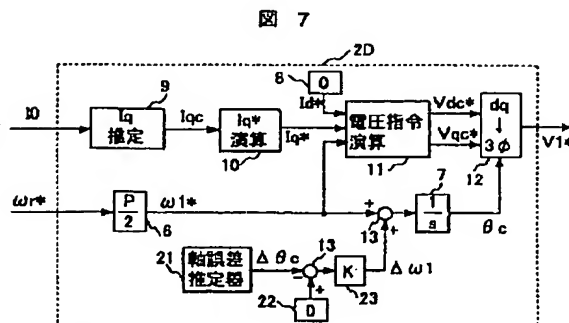 図 7
2D
8
0
9
Id*
Vdc*
I0
Iq
推定
Iqc
Iq*
演算
Iq*
電圧指令
演算
dq
↓
3φ
V1*
10
11
Vqc*
12
7
ωr*
P
2
ω1*
+
13
+
1
s
θc
6
21
軸誤差
推定器
Δθc
13
−
+
K
Δω1
22
0
23